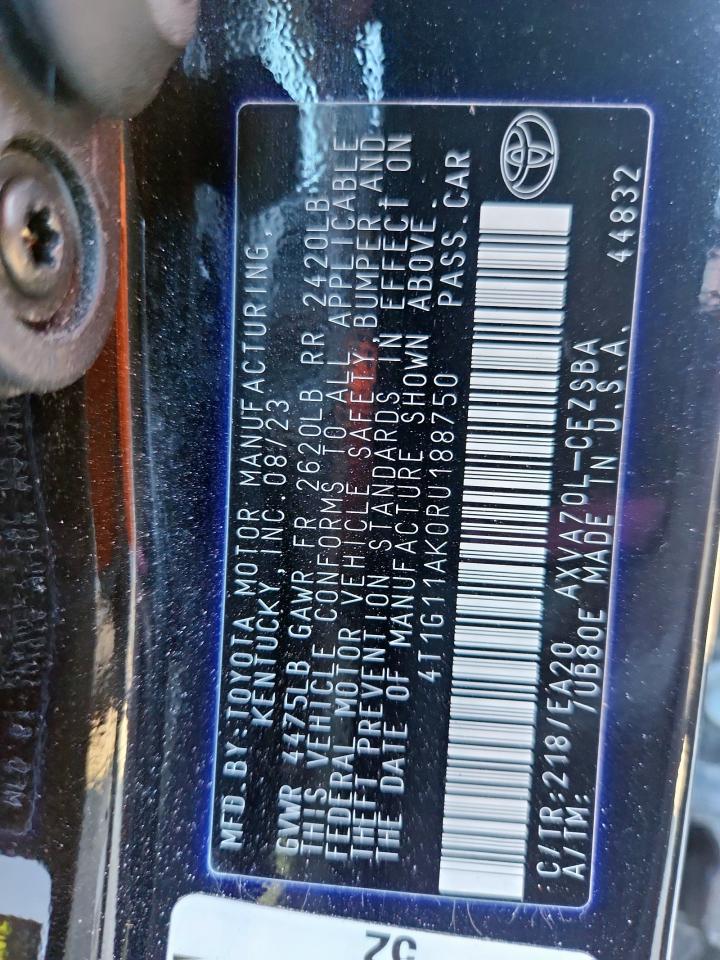 MFD.BY:TOYOTA MOTOR MANUFACTURING,
KENTUCKY,INC.08/23
GVWR 4475LB GAWR FR 2620LB RR 2420LB
THIS VEHICLE CONFORMS TO ALL APPLICABLE
FEDERAL MOTOR VEHICLE SAFETY,BUMPER AND
THEFT PREVENTION STANDARDS IN EFFECT ON
THE DATE OF MANUFACTURE SHOWN ABOVE.
4T1G11AK0RU188750 PASS.CAR
C/TR:218/EA20 AXVA70L-CEZSBA
A/TM: 7UB80E MADE IN U.S.A. 44832